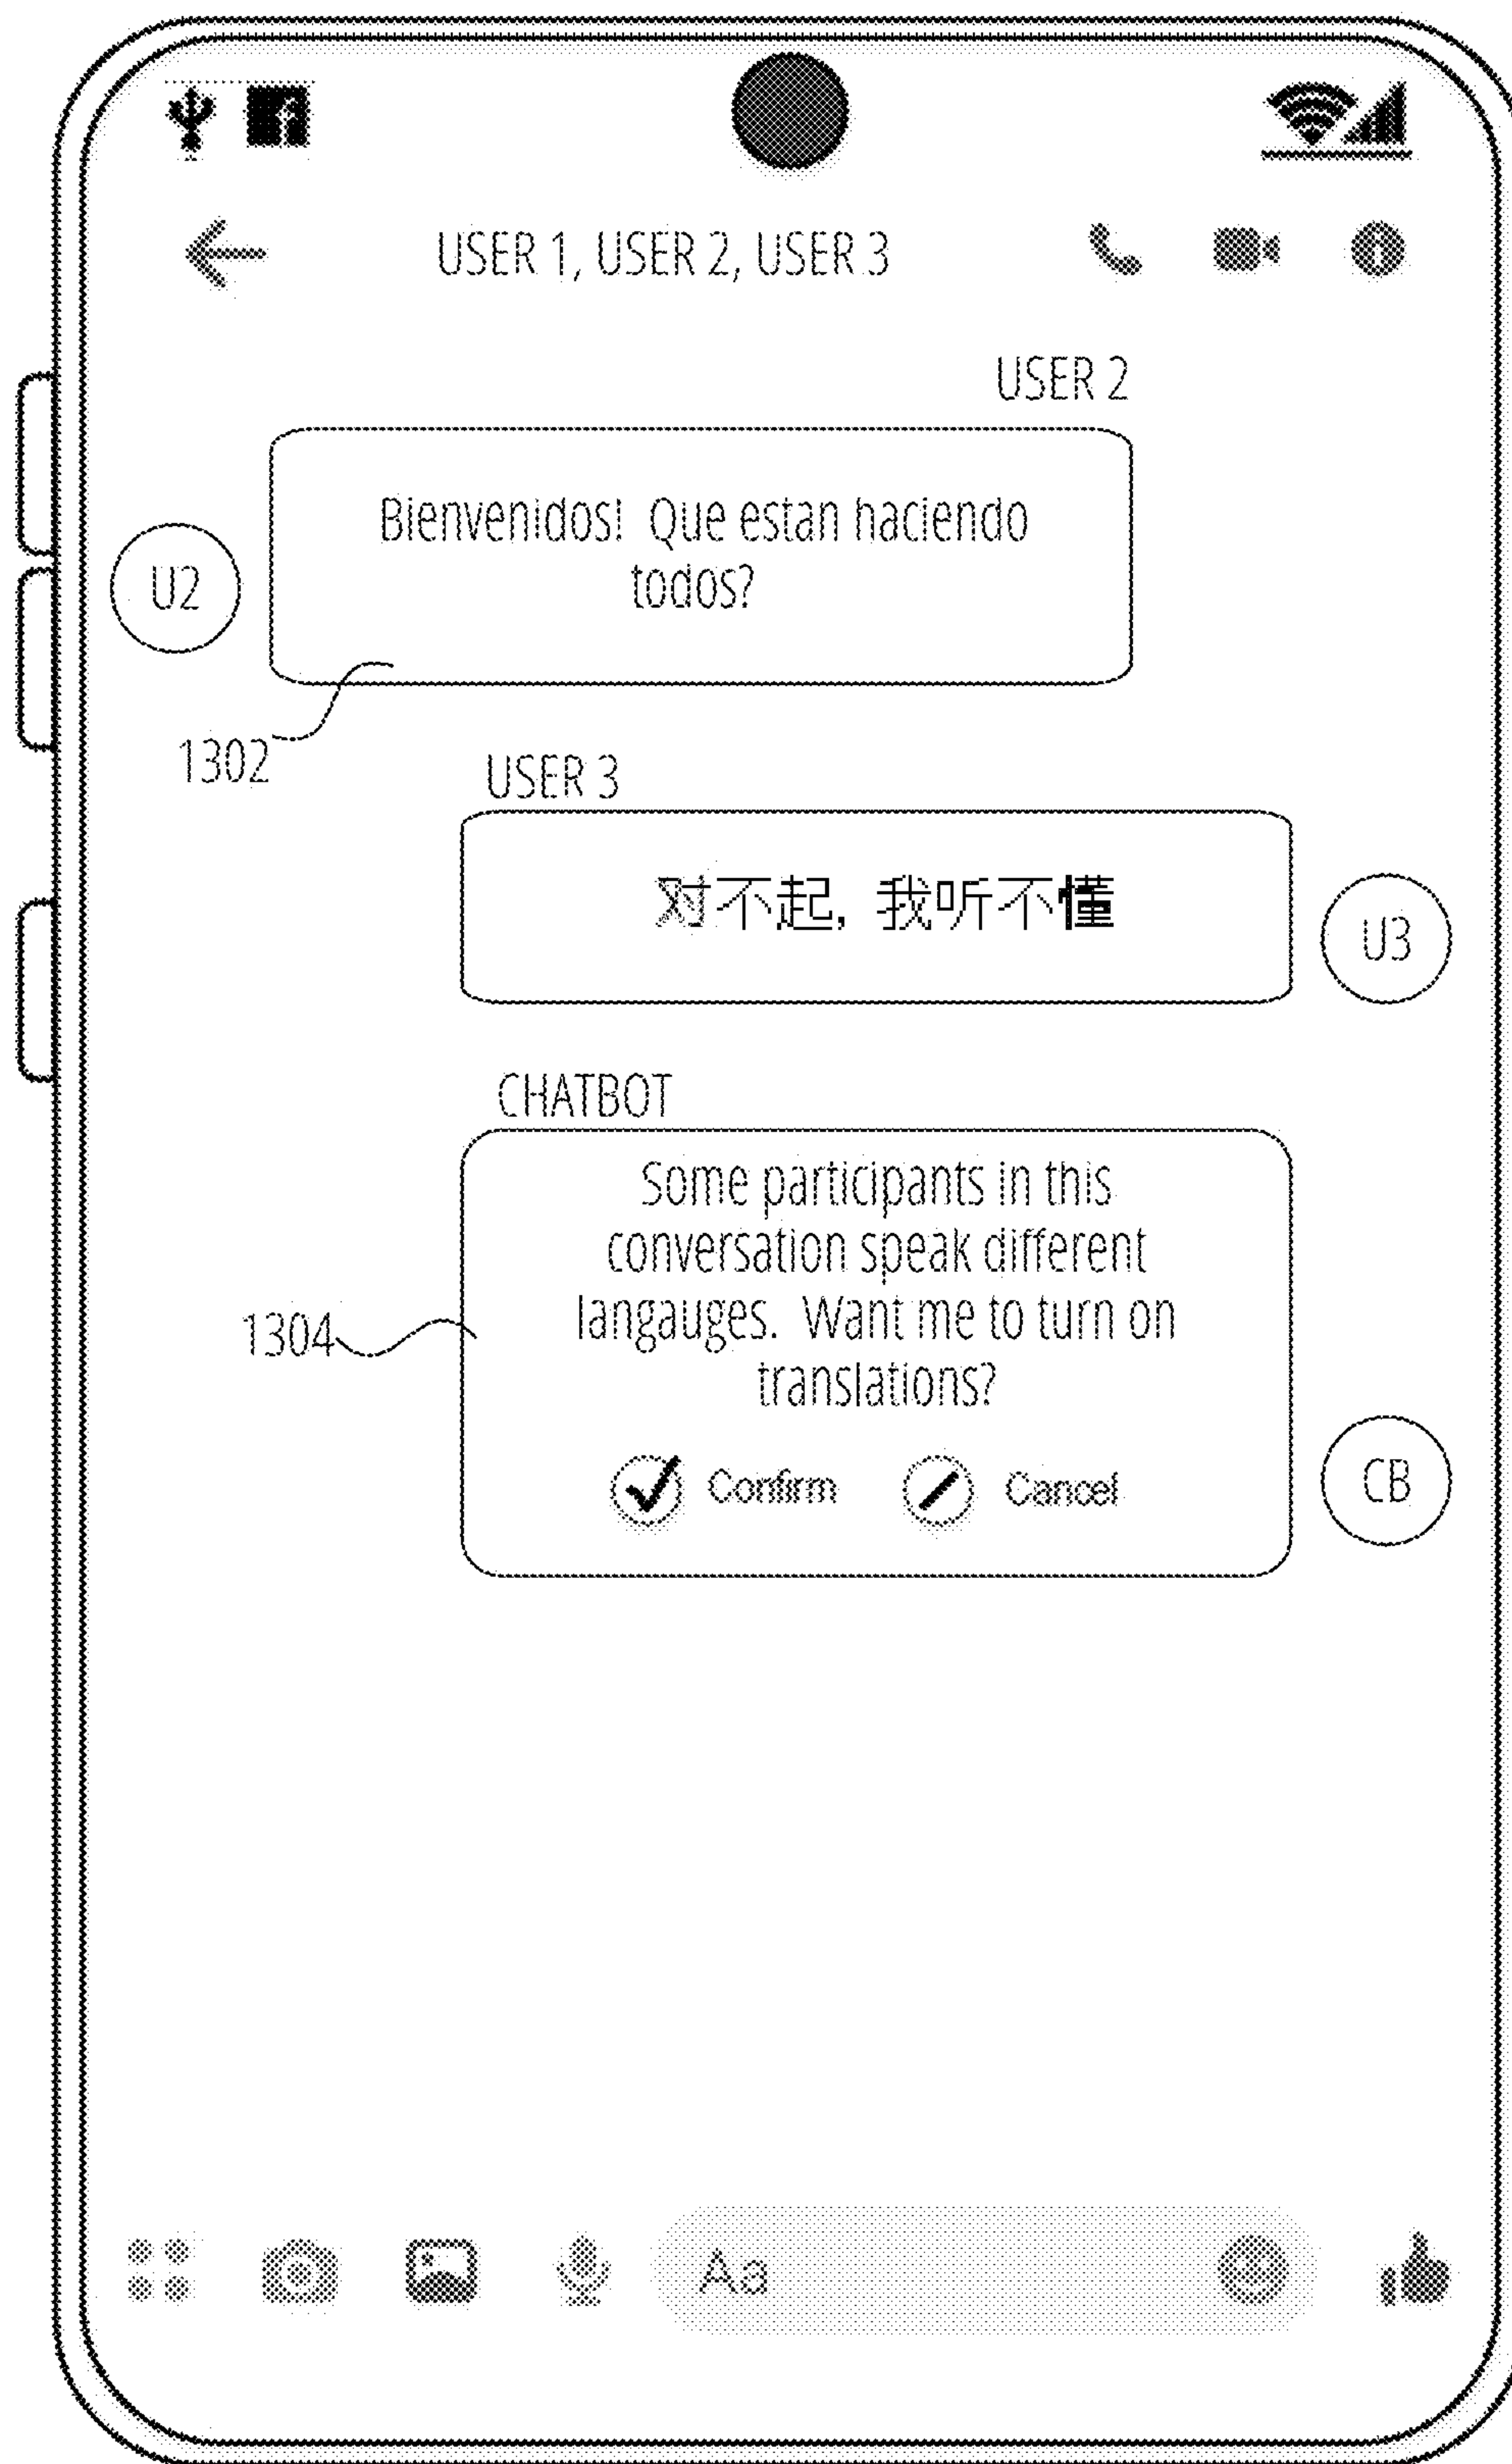 USER 1, USER 2, USER 3
USER 2
Bienvenidos!  Que estan haciendo
todos?
U2
1302
USER 3
对不起, 我听不懂
U3
CHATBOT
Some participants in this
conversation speak different
langauges.  Want me to turn on
translations?
1304
Confirm Cancel
CB
Aa